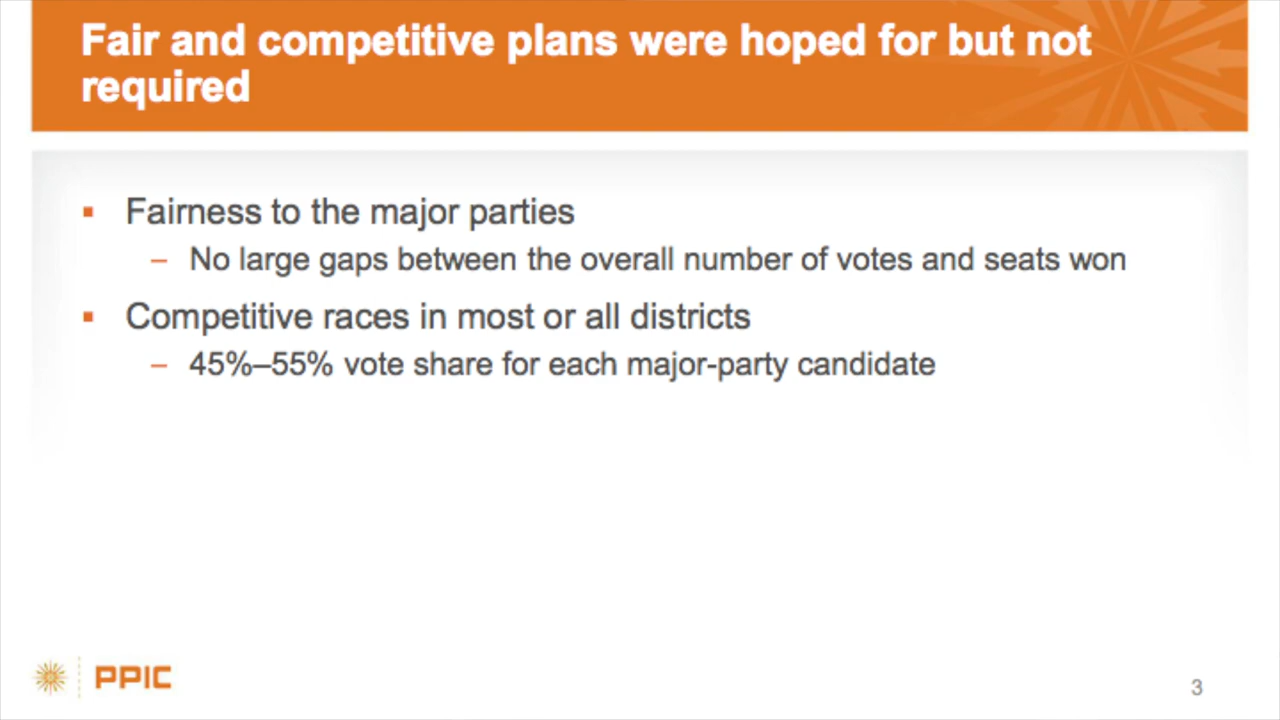 Fair and competitive plans were hoped for but not
required
▪ Fairness to the major parties
– No large gaps between the overall number of votes and seats won
▪ Competitive races in most or all districts
– 45%–55% vote share for each major-party candidate
PPIC
3